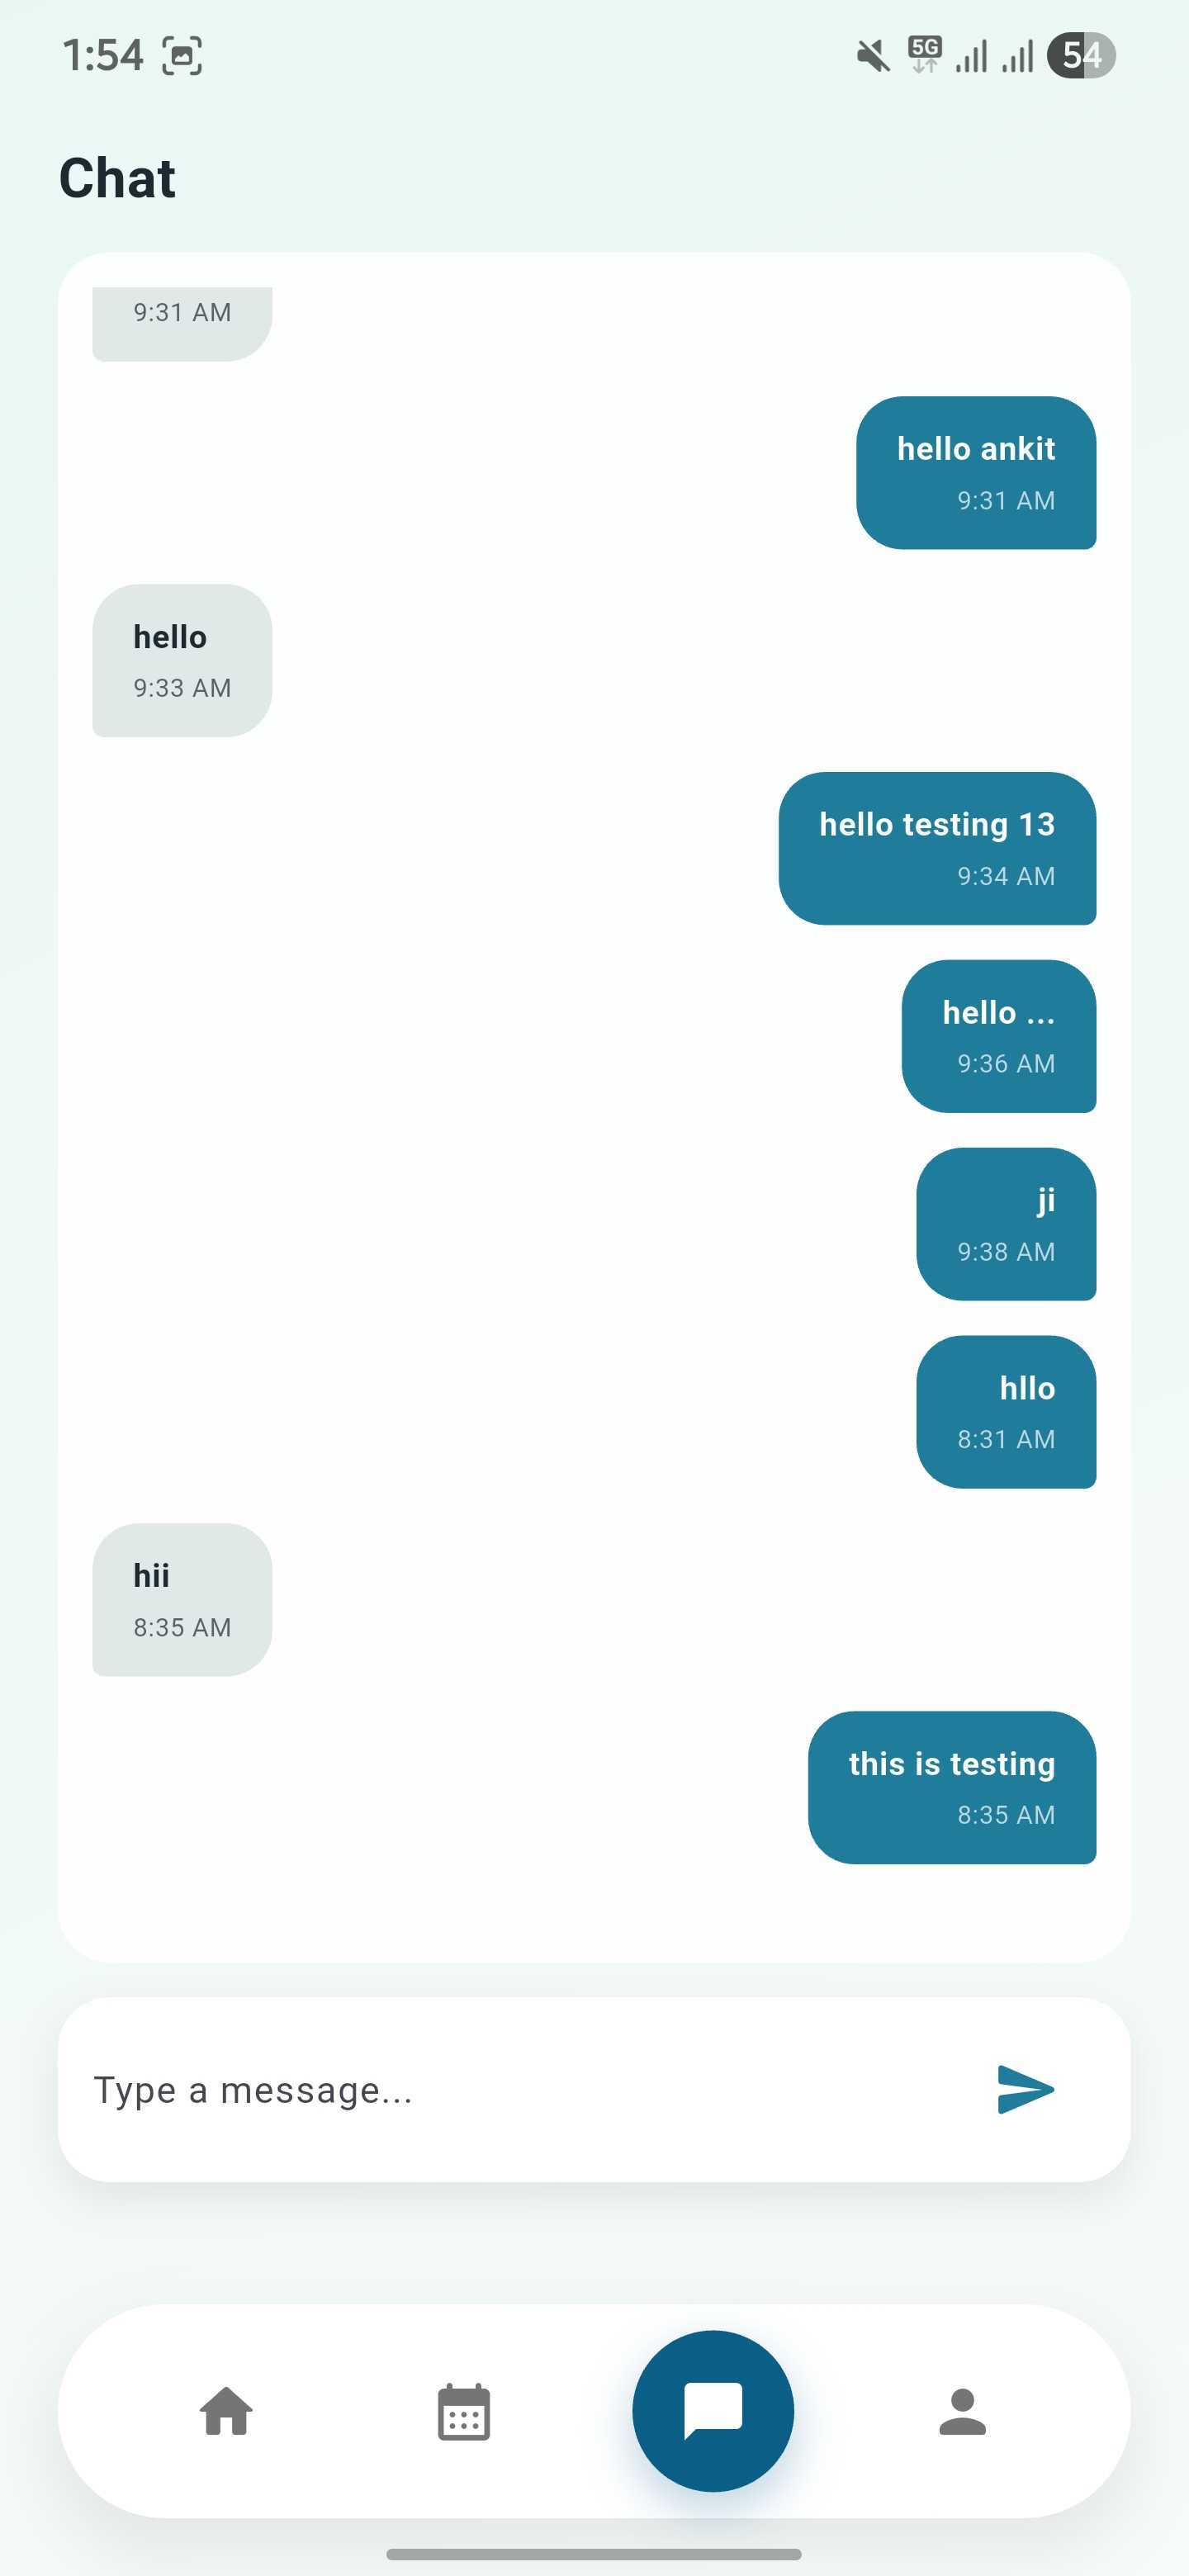 1:54
5G
54
Chat
9:31 AM
hello ankit
9:31 AM
hello
9:33 AM
hello testing 13
9:34 AM
hello ...
9:36 AM
ji
9:38 AM
hllo
8:31 AM
hii
8:35 AM
this is testing
8:35 AM
Type a message...